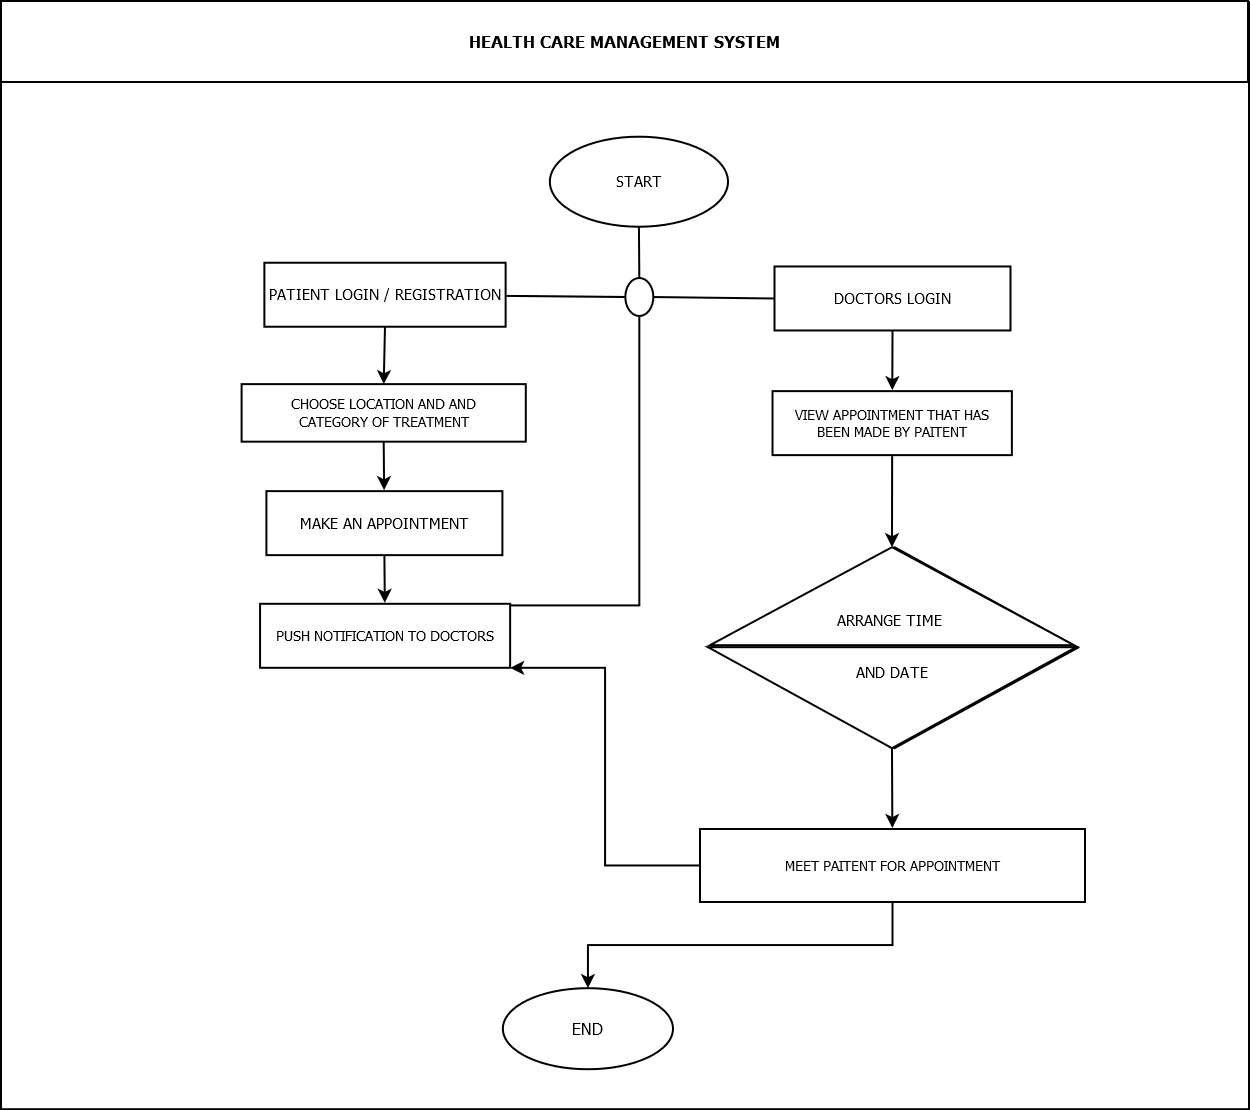 HEALTH CARE MANAGEMENT SYSTEM
START
PATIENT LOGIN / REGISTRATION
DOCTORS LOGIN
CHOOSE LOCATION AND AND
CATEGORY OF TREATMENT
VIEW APPOINTMENT THAT HAS
BEEN MADE BY PAITENT
MAKE AN APPOINTMENT
PUSH NOTIFICATION TO DOCTORS
ARRANGE TIME
AND DATE
MEET PAITENT FOR APPOINTMENT
END